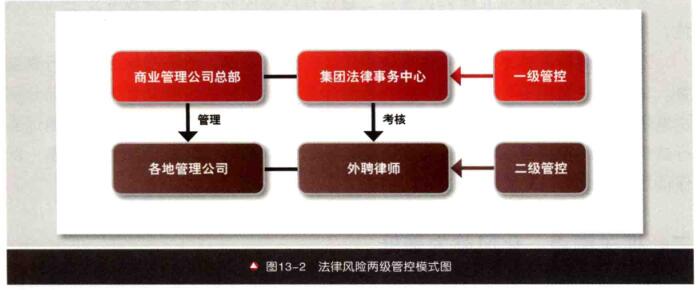 商业管理公司总部
集团法律事务中心
一级管控
管理
考核
各地管理公司
外聘律师
二级管控
图13-2 法律风险两级管控模式图